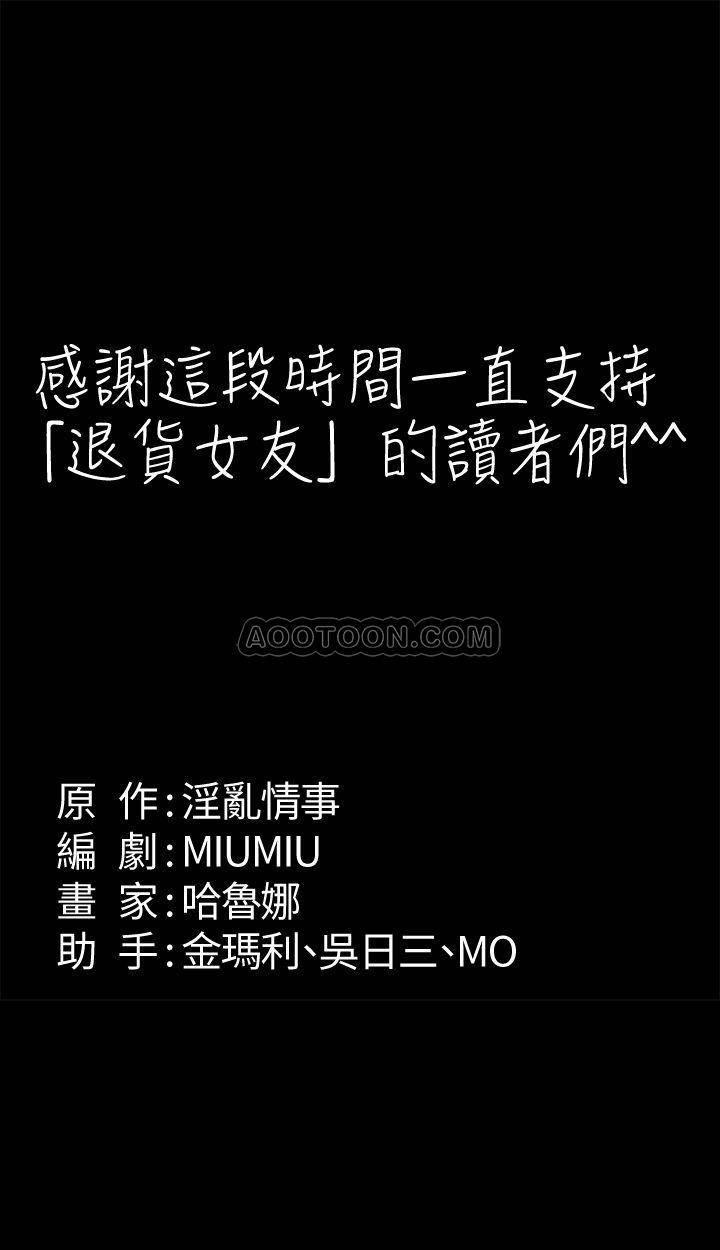 感謝這段時間一直支持
「退貨女友」的讀者們^^
AOOTOON.COM
原 作:淫亂情事
編 劇:MIUMIU
畫 家:哈魯娜
助 手:金瑪利、吳日三、MO